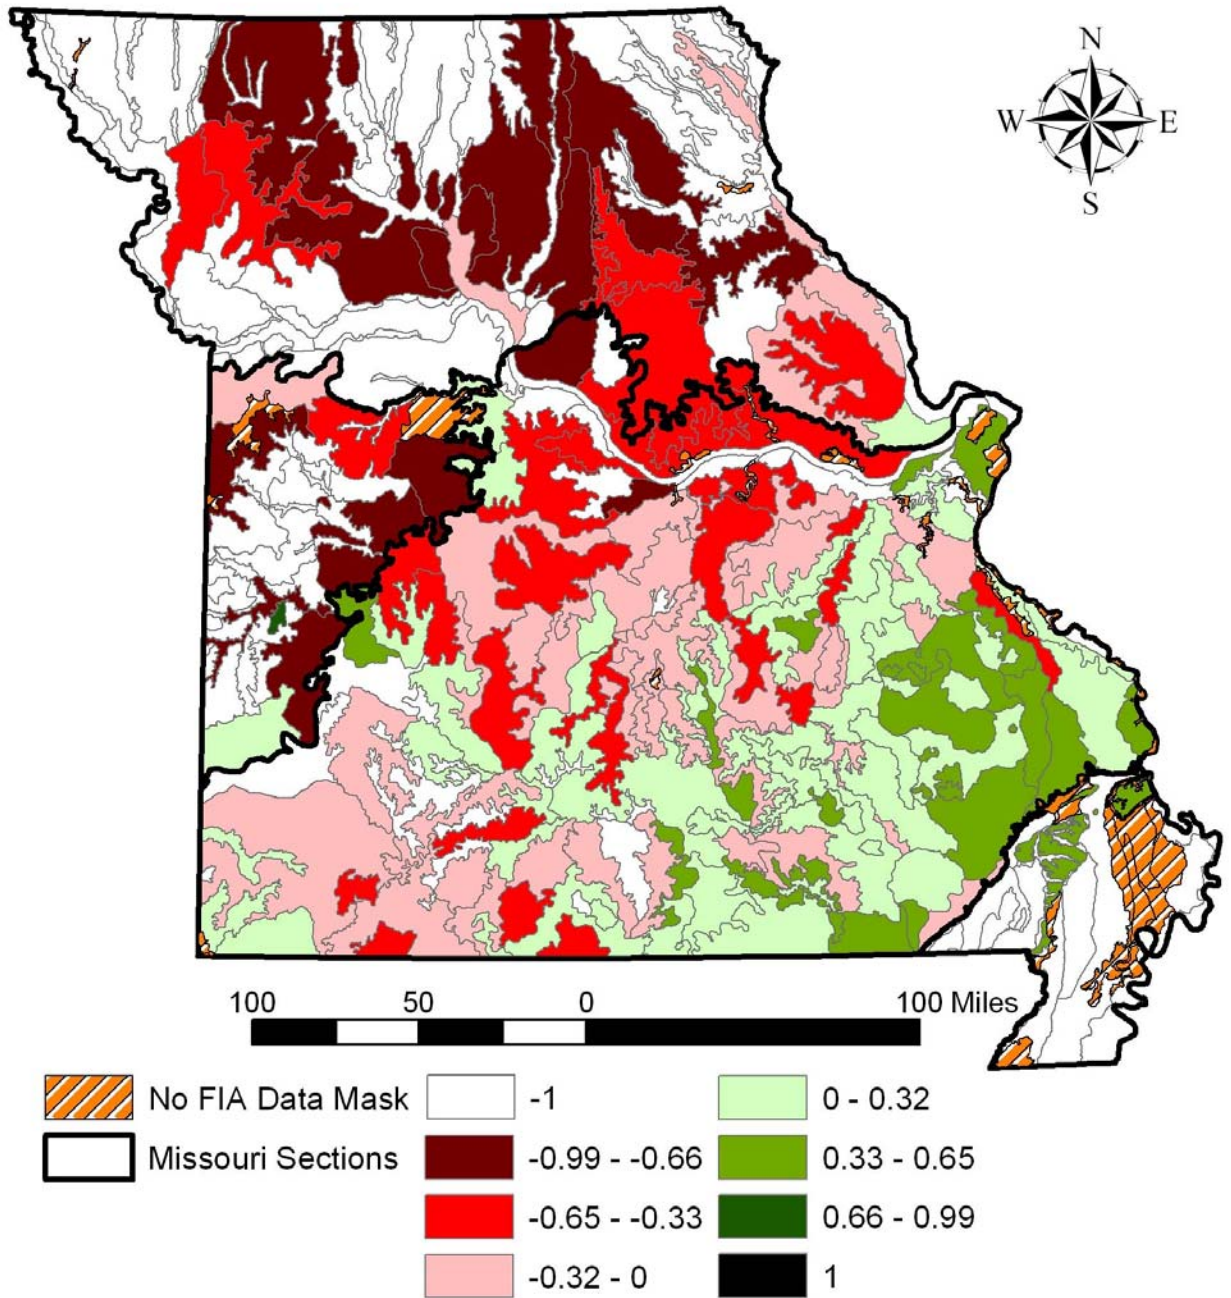 N
W E
S
100 50 0 100 Miles
No FIA Data Mask -1 0 - 0.32
Missouri Sections -0.99 - -0.66 0.33 - 0.65
-0.65 - -0.33 0.66 - 0.99
-0.32 - 0 1